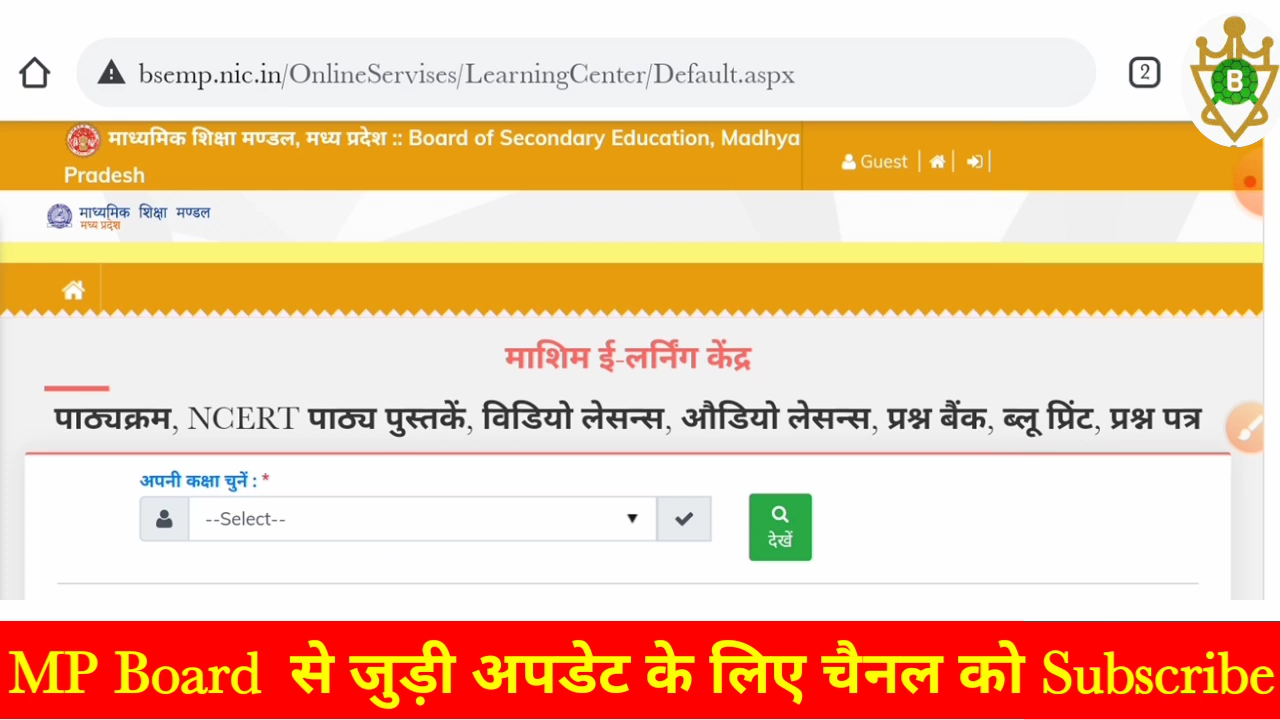 bsemp.nic.in/OnlineServises/LearningCenter/Default.aspx
2
B
माध्यमिक शिक्षा मण्डल, मध्य प्रदेश :: Board of Secondary Education, Madhya
Pradesh
Guest
माध्यमिक शिक्षा मण्डल
मध्य प्रदेश
माशिम ई-लर्निंग केंद्र
पाठ्यक्रम, NCERT पाठ्य पुस्तकें, विडियो लेसन्स, औडियो लेसन्स, प्रश्न बैंक, ब्लू प्रिंट, प्रश्न पत्र
अपनी कक्षा चुनें : *
--Select--
देखें
MP Board से जुड़ी अपडेट के लिए चैनल को Subscribe